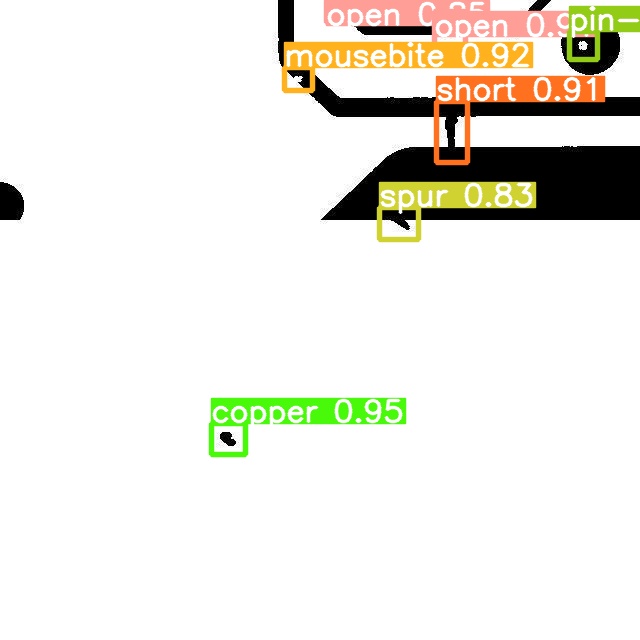 open
open
pin-
mousebite 0.92
short 0.91
spur 0.83
copper 0.95